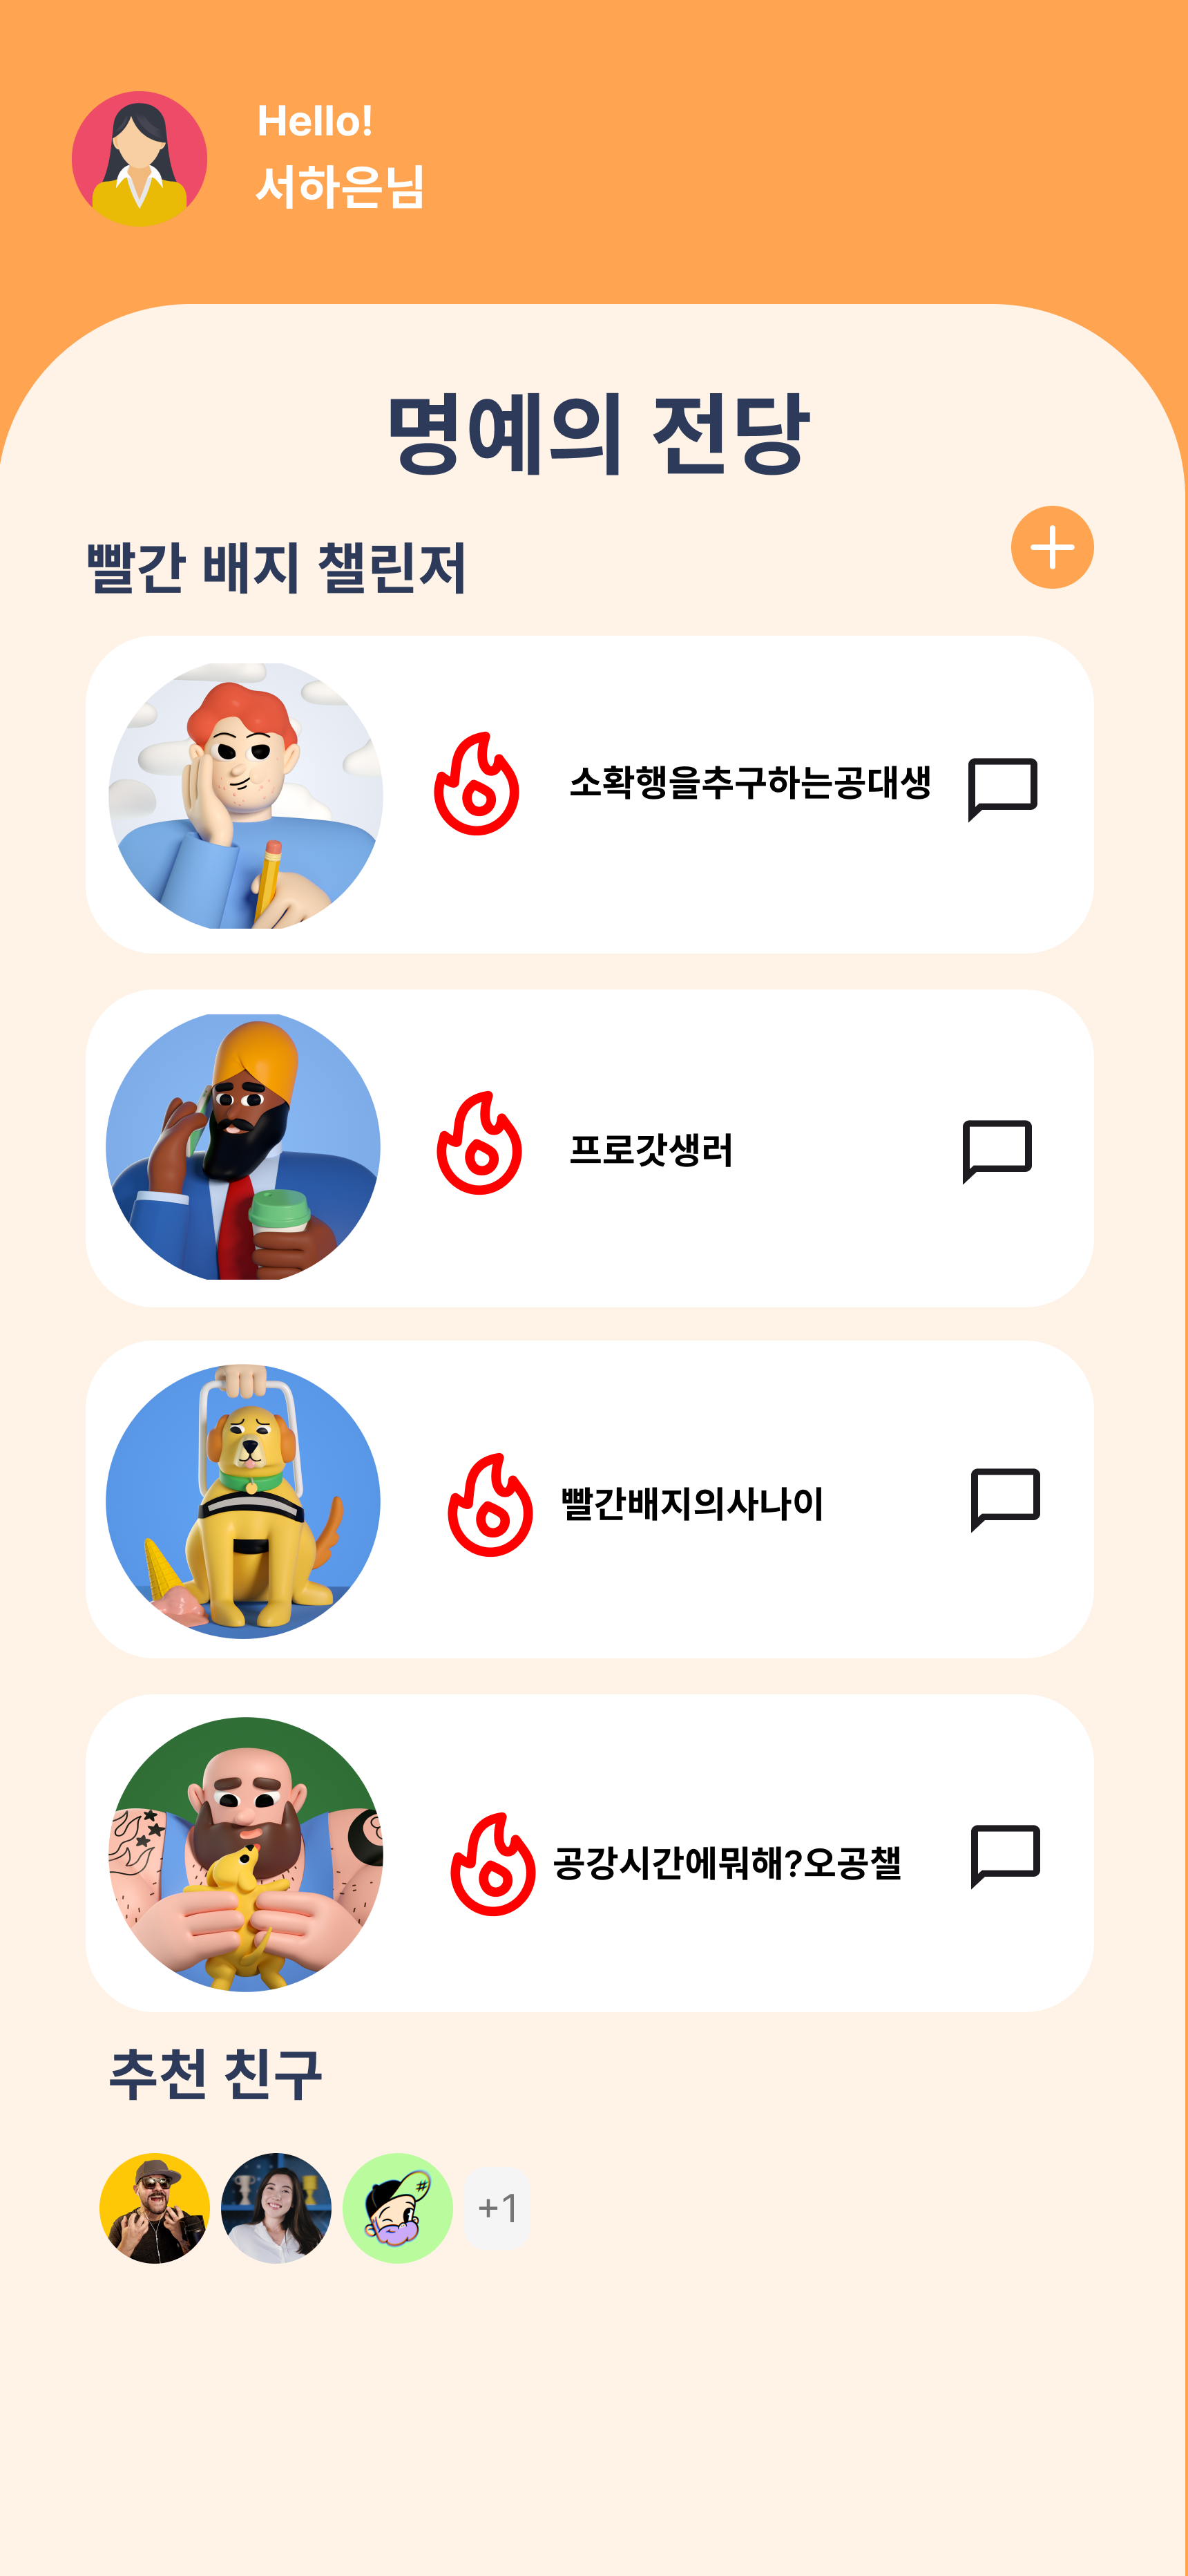 Hello!
서하은님
명예의 전당
빨간 배지 챌린저
소확행을추구하는공대생
프로갓생러
빨간배지의사나이
공강시간에뭐해?오공챌
추천 친구
+1